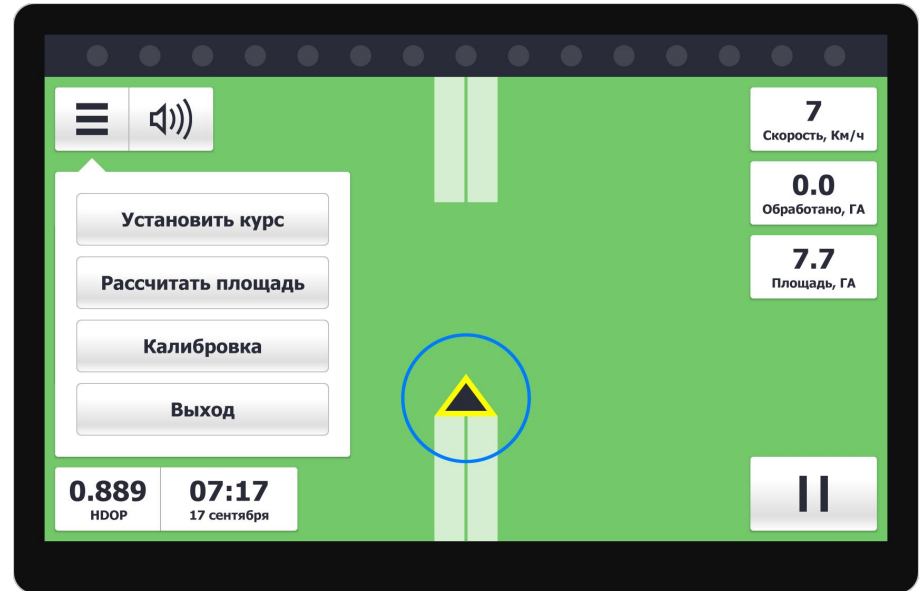 7
Скорость, Км/ч
0.0
Обработано, ГА
7.7
Площадь, ГА
Установить курс
Рассчитать площадь
Калибровка
Выход
0.889
HDOP
07:17
17 сентября